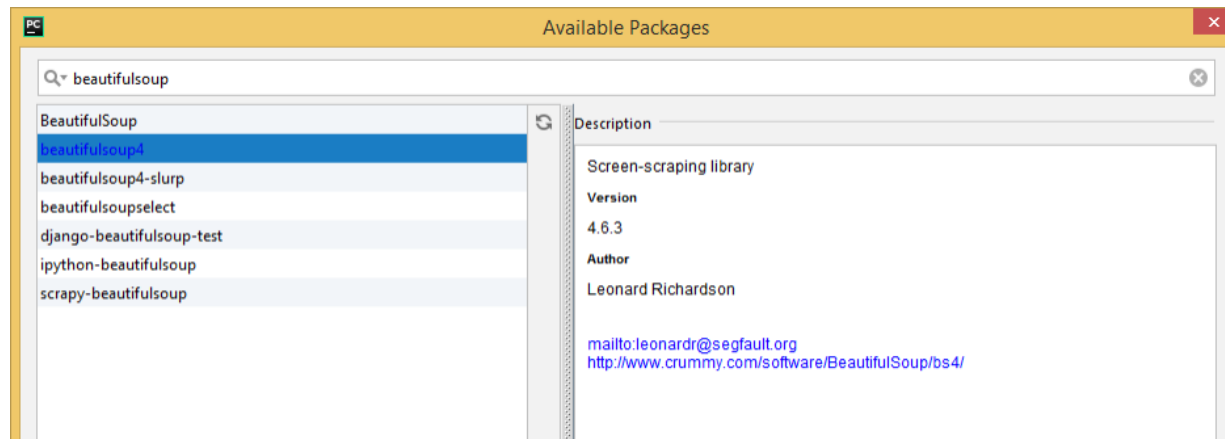 PC
Available Packages
beautifulsoup
BeautifulSoup
beautifulsoup4
beautifulsoup4-slurp
beautifulsoupselect
django-beautifulsoup-test
ipython-beautifulsoup
scrapy-beautifulsoup
Description
Screen-scraping library
Version
4.6.3
Author
Leonard Richardson
mailto:leonardr@segfault.org
http://www.crummy.com/software/BeautifulSoup/bs4/